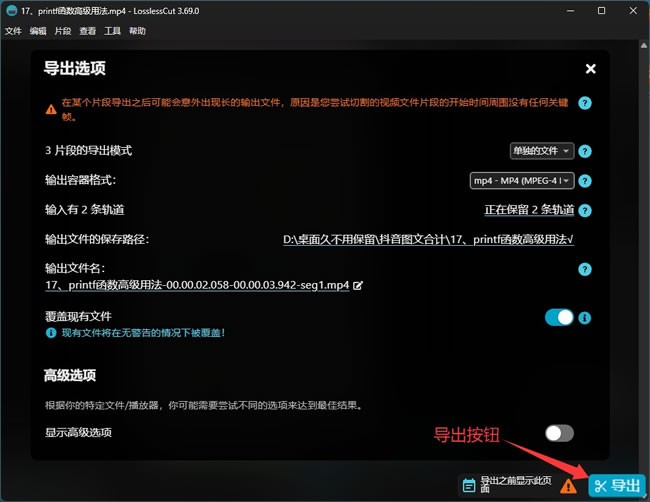 17、printf函数高级用法.mp4 - LosslessCut 3.69.0
文件 编辑 片段 查看 工具 帮助
导出选项
在某个片段导出之后可能会意外出现长的输出文件，原因是您尝试切割的视频文件片段的开始时间周围没有任何关键
帧。
3 片段的导出模式
单独的文件
输出容器格式：
mp4 - MP4 (MPEG-4 I
输入有 2 条轨道
正在保留 2 条轨道
输出文件的保存路径：
D:\桌面久不用保留\抖音图文合计\17、printf函数高级用法√
输出文件名：
17、printf函数高级用法-00.00.02.058-00.00.03.942-seg1.mp4
覆盖现有文件
现有文件将在无警告的情况下被覆盖！
高级选项
根据你的特定文件/播放器，你可能需要尝试不同的选项来达到最佳结果。
显示高级选项
导出按钮
导出之前显示此页
面
导出